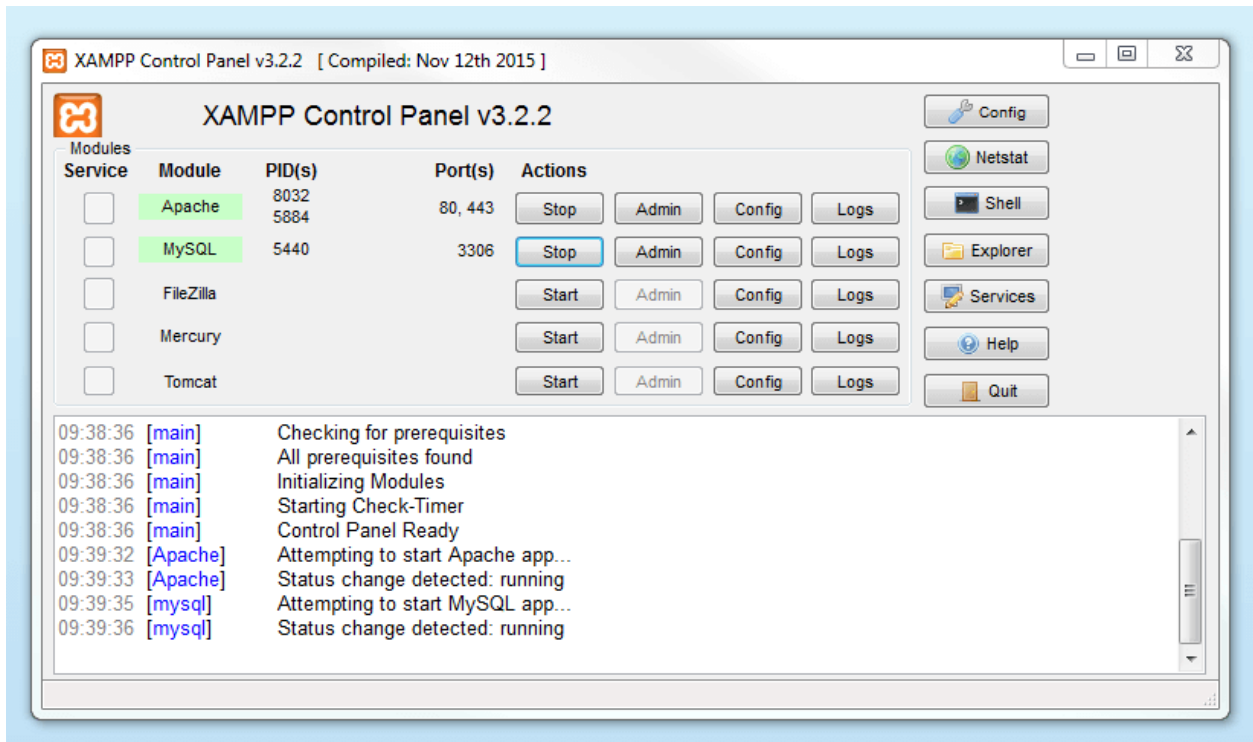 XAMPP Control Panel v3.2.2 [ Compiled: Nov 12th 2015 ]
XAMPP Control Panel v3.2.2
Config
Modules
Netstat
Service Module PID(s) Port(s) Actions
Shell
Apache 8032 5884 80, 443 Stop Admin Config Logs
MySQL 5440 3306 Stop Admin Config Logs
Explorer
FileZilla Start Admin Config Logs
Services
Mercury Start Admin Config Logs
Help
Tomcat Start Admin Config Logs
Quit
09:38:36 [main] Checking for prerequisites
09:38:36 [main] All prerequisites found
09:38:36 [main] Initializing Modules
09:38:36 [main] Starting Check-Timer
09:38:36 [main] Control Panel Ready
09:39:32 [Apache] Attempting to start Apache app...
09:39:33 [Apache] Status change detected: running
09:39:35 [mysql] Attempting to start MySQL app...
09:39:36 [mysql] Status change detected: running